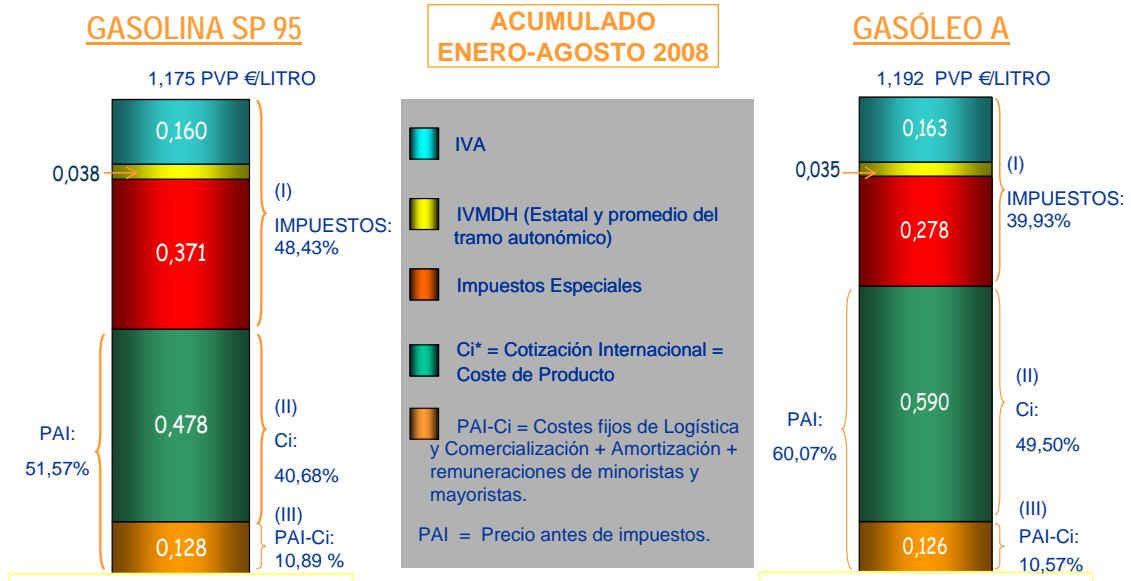 GASOLINA SP 95
1,175 PVP €/LITRO
0,160
0,038
0,371
0,478
0,128
(I)
IMPUESTOS:
48,43%
PAI:
51,57%
(II)
Ci:
40,68%
(III)
PAI-Ci:
10,89 %
ACUMULADO
ENERO-AGOSTO 2008
IVA
IVMDH (Estatal y promedio del
tramo autonómico)
Impuestos Especiales
Ci* = Cotización Internacional =
Coste de Producto
PAI-Ci = Costes fijos de Logística
y Comercialización + Amortización +
remuneraciones de minoristas y
mayoristas.
PAI = Precio antes de impuestos.
GASÓLEO A
1,192 PVP €/LITRO
0,163
0,035
0,278
0,590
0,126
(I)
IMPUESTOS:
39,93%
PAI:
60,07%
(II)
Ci:
49,50%
(III)
PAI-Ci:
10,57%